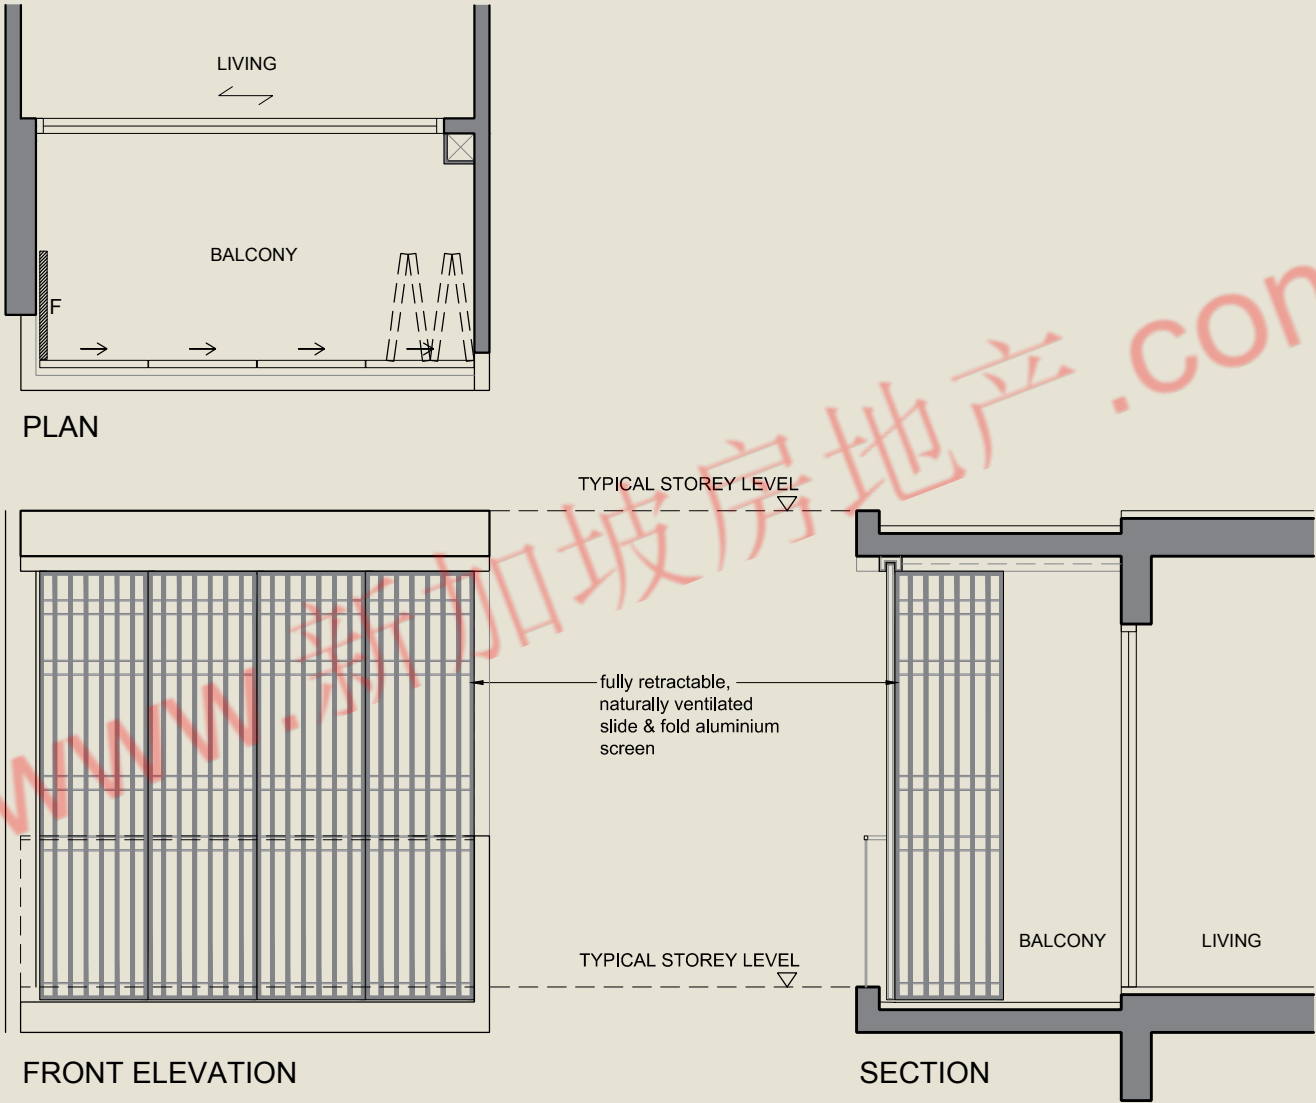 LIVING
BALCONY
F
PLAN
TYPICAL STOREY LEVEL
fully retractable,
naturally ventilated
slide & fold aluminium
screen
BALCONY
LIVING
TYPICAL STOREY LEVEL
FRONT ELEVATION
SECTION
www.新加坡房地产.com